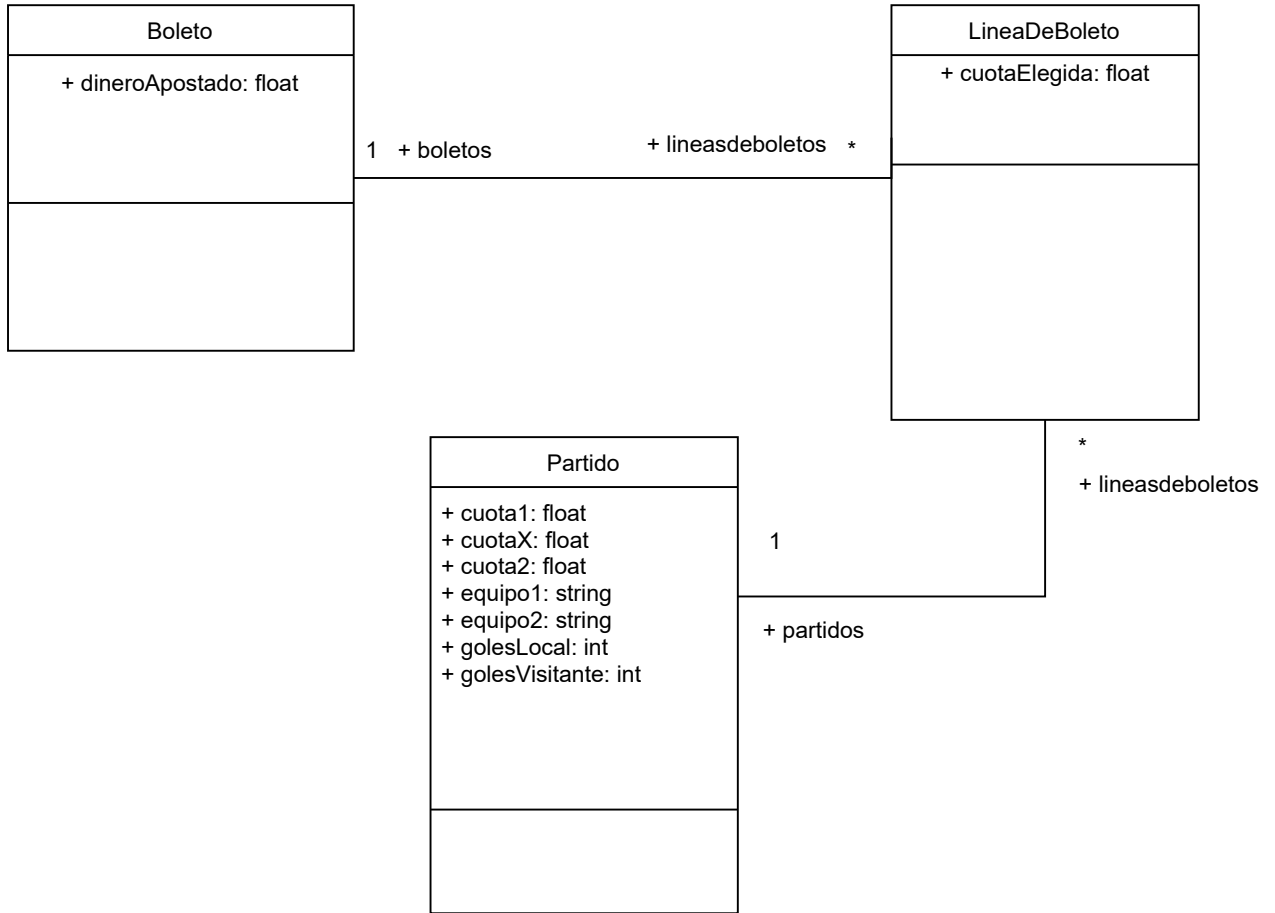 Boleto
+ dineroApostado: float
LineaDeBoleto
+ cuotaElegida: float
1 + boletos
+ lineasdeboletos *
Partido
+ cuota1: float
+ cuotaX: float
+ cuota2: float
+ equipo1: string
+ equipo2: string
+ golesLocal: int
+ golesVisitante: int
*
+ lineasdeboletos
1
+ partidos